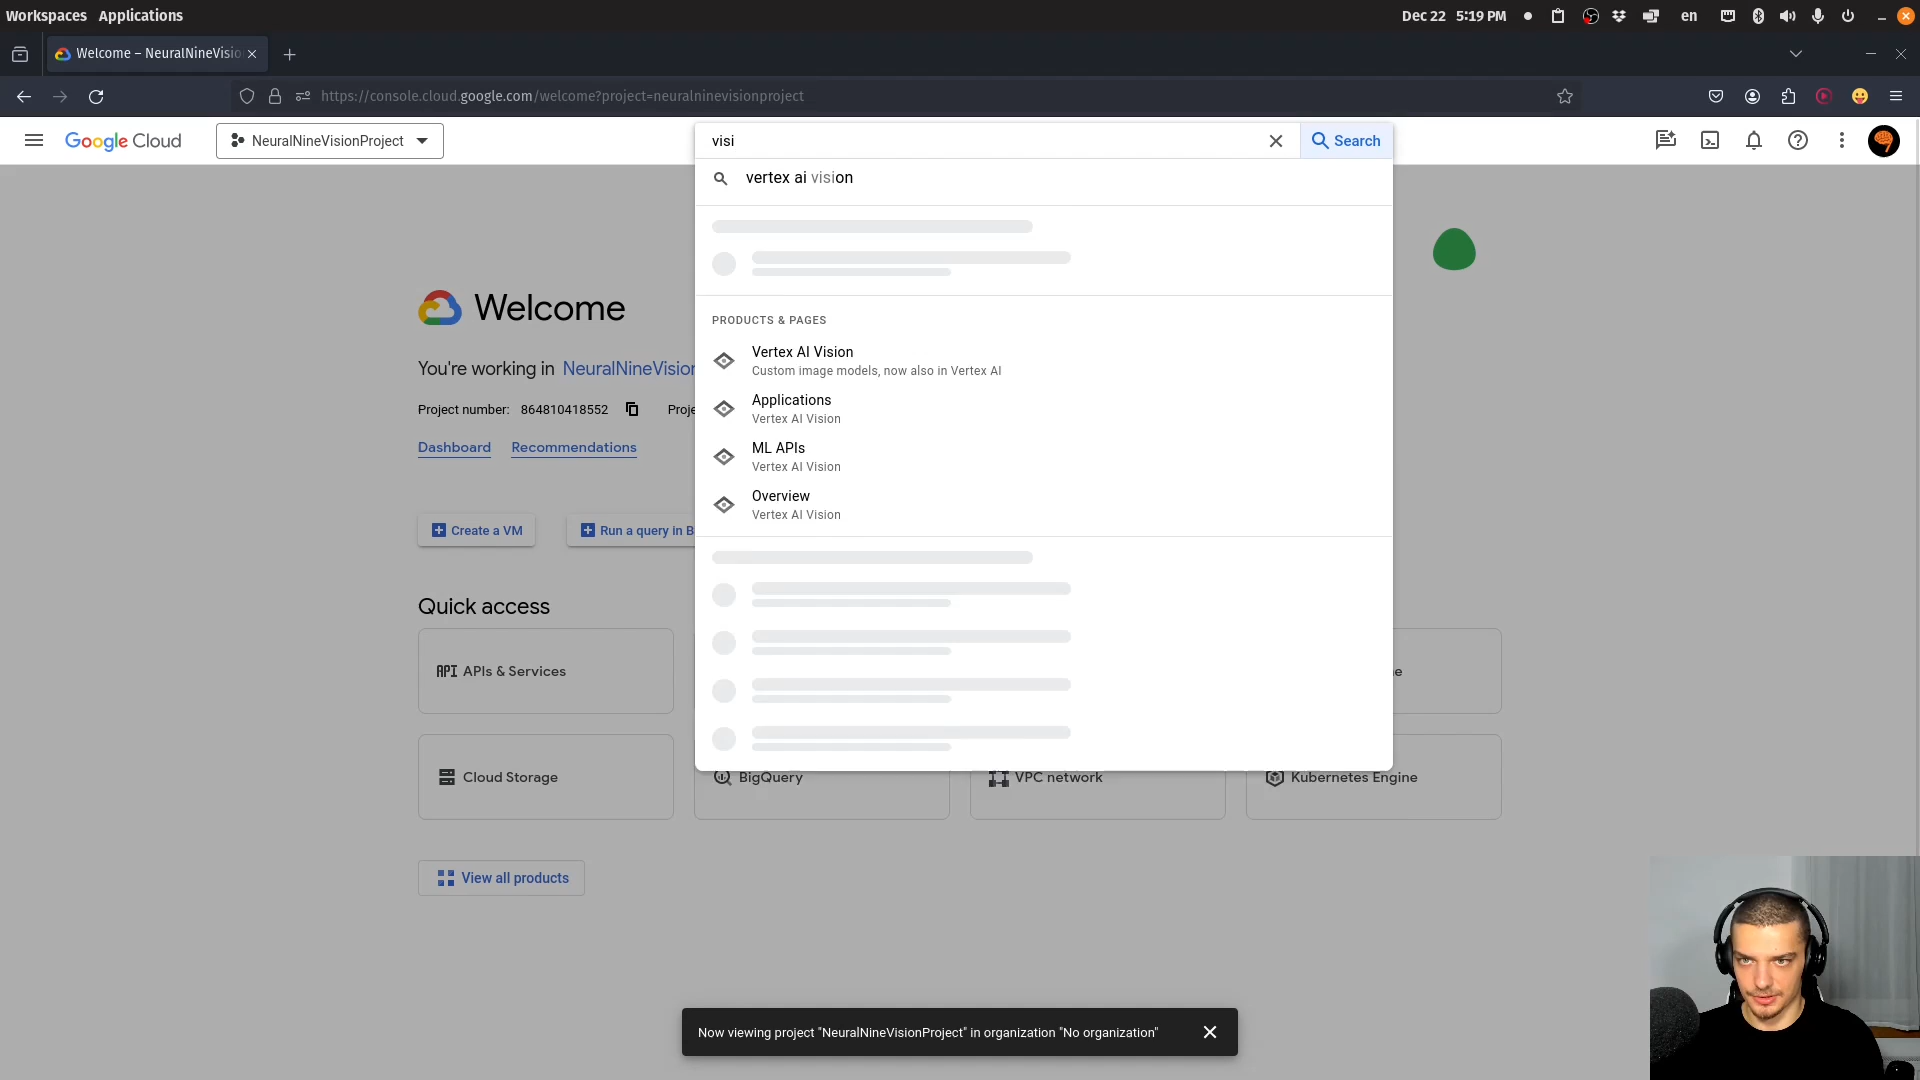 Workspaces Applications
Dec 22 5:19 PM
en
Welcome – NeuralNineVisio
https://console.cloud.google.com/welcome?project=neuralninevisionproject
Google Cloud
NeuralNineVisionProject
visi
Search
vertex ai vision
PRODUCTS & PAGES
Vertex AI Vision
Custom image models, now also in Vertex AI
Applications
Vertex AI Vision
ML APIs
Vertex AI Vision
Overview
Vertex AI Vision
Welcome
You're working in NeuralNineVision
Project number: 864810418552 Proje
Dashboard Recommendations
Create a VM Run a query in B
Quick access
API APIs & Services
e
Cloud Storage
BigQuery
VPC network
Kubernetes Engine
View all products
Now viewing project "NeuralNineVisionProject" in organization "No organization"